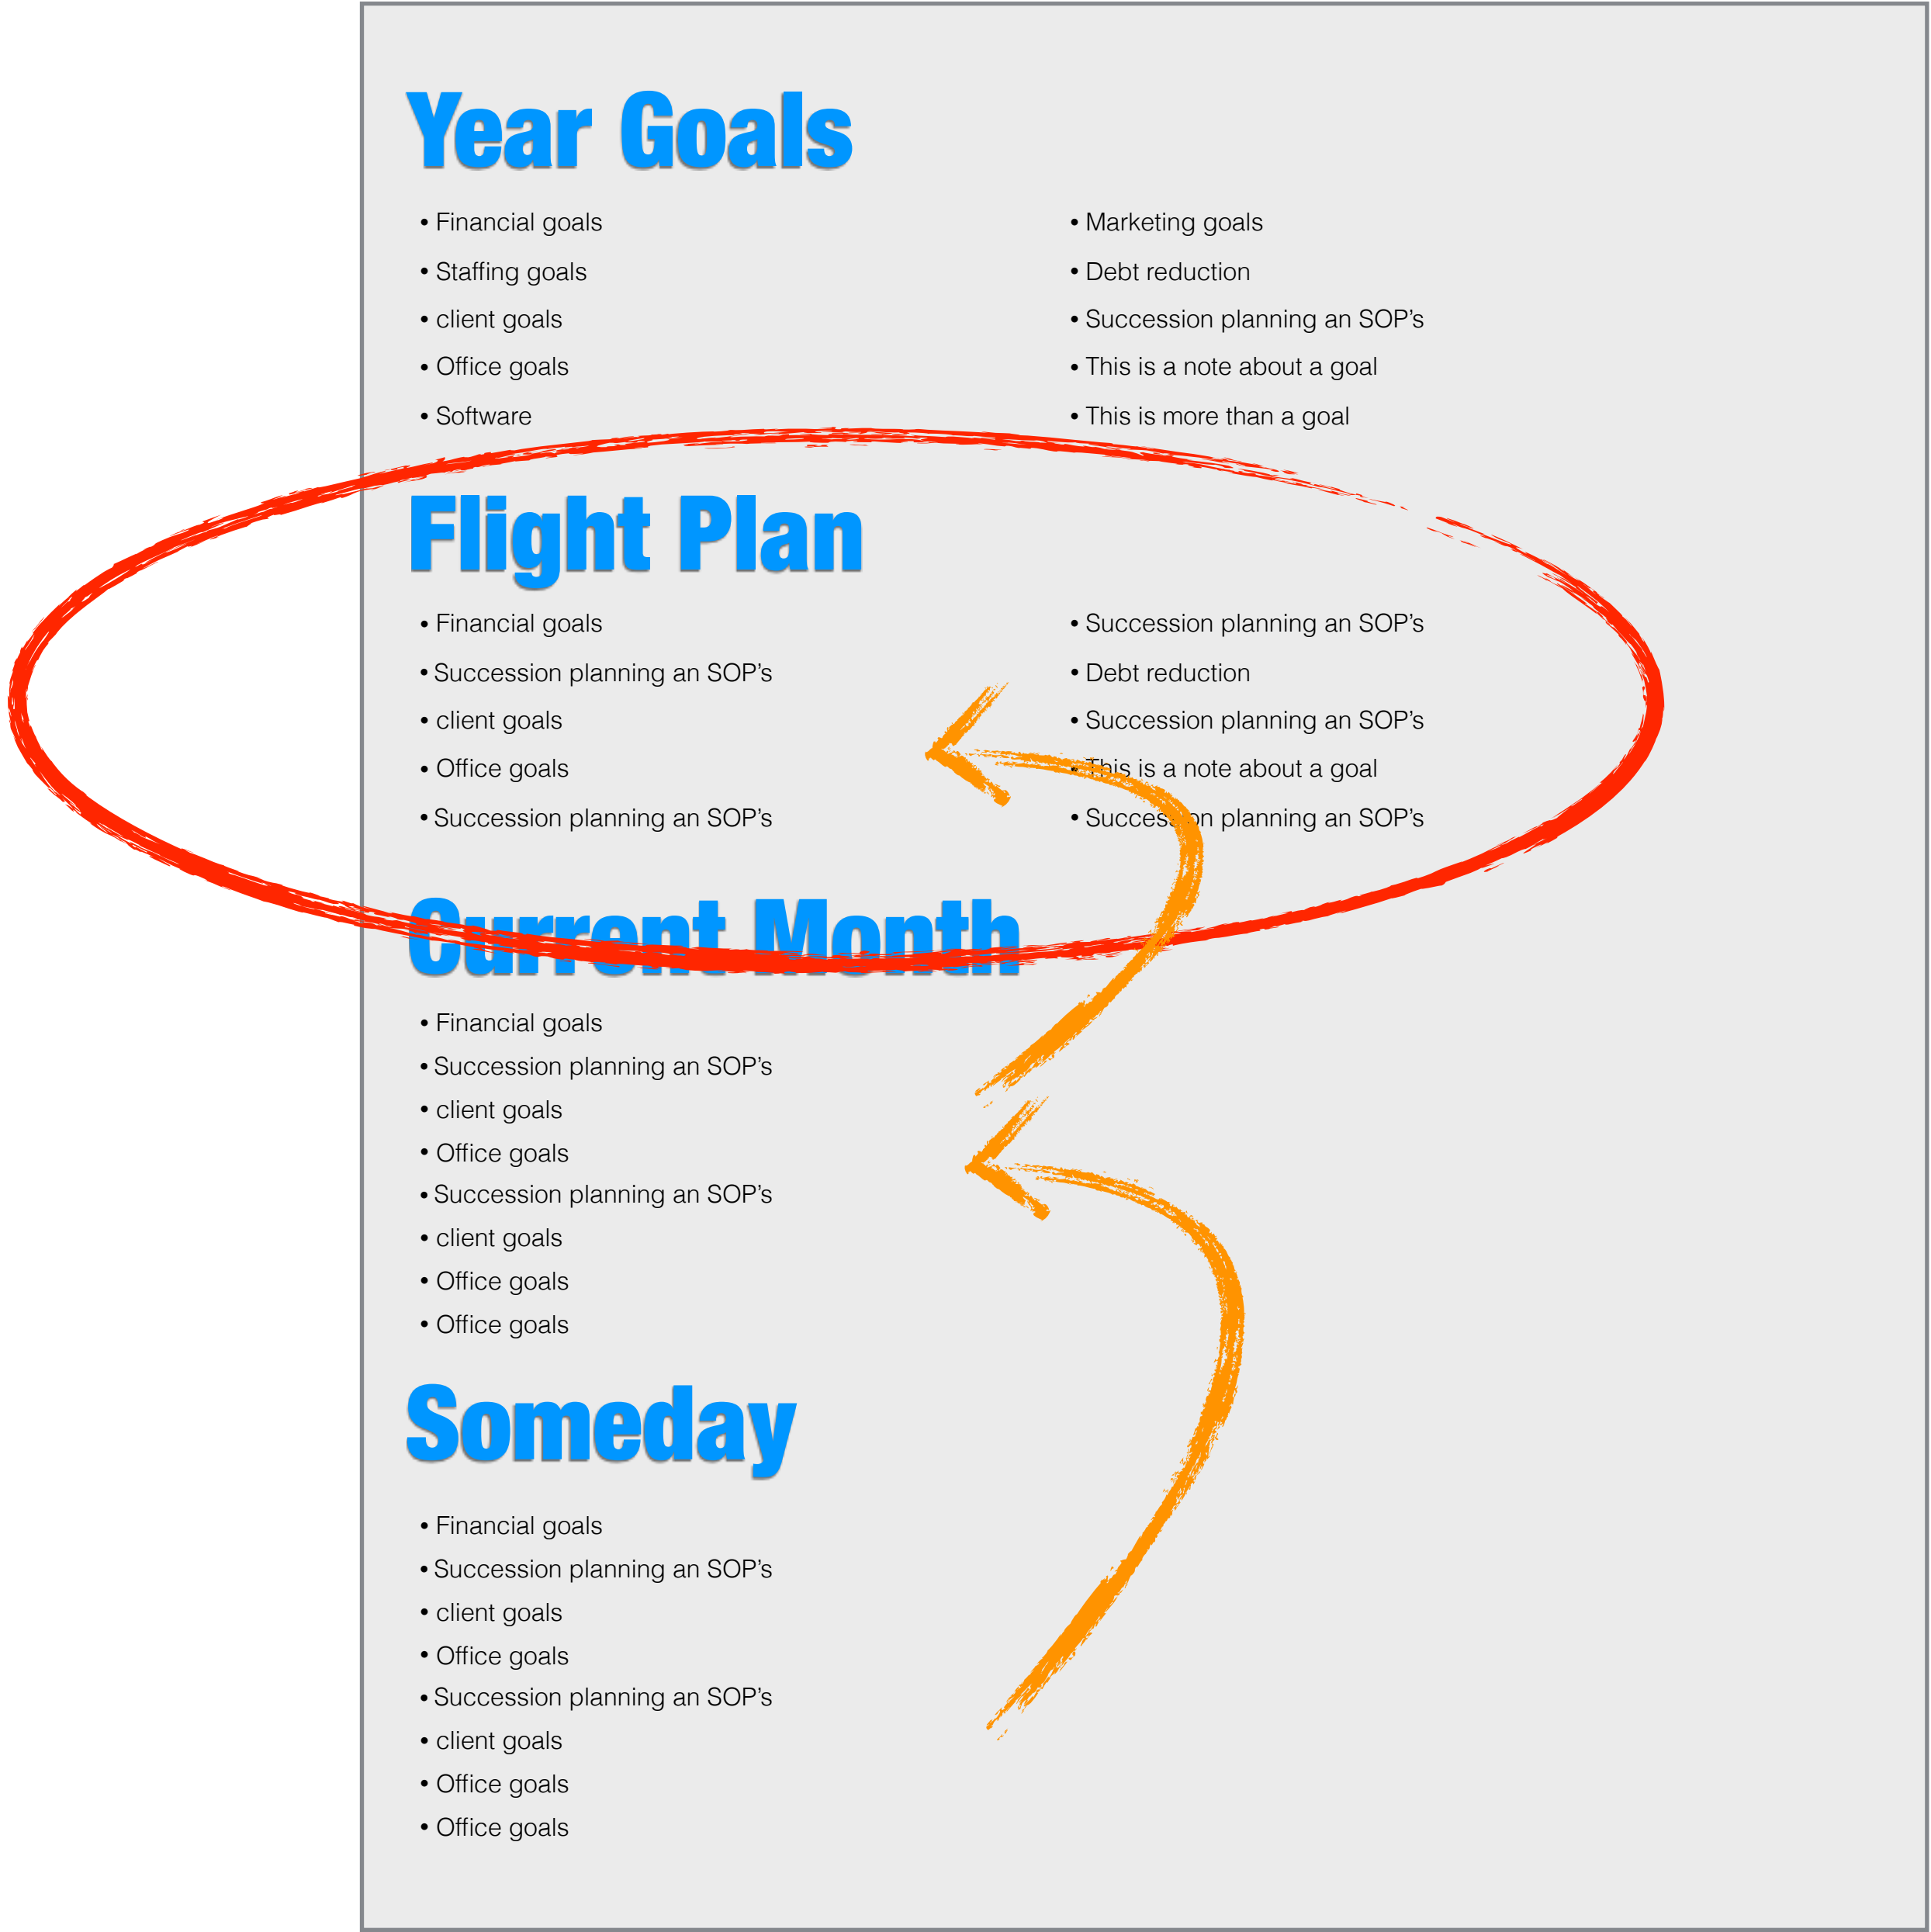 Year Goals
• Financial goals
• Staffing goals
• client goals
• Office goals
• Software
• Marketing goals
• Debt reduction
• Succession planning an SOP’s
• This is a note about a goal
• This is more than a goal
Flight Plan
• Financial goals
• Succession planning an SOP’s
• client goals
• Office goals
• Succession planning an SOP’s
• Succession planning an SOP’s
• Debt reduction
• Succession planning an SOP’s
• This is a note about a goal
• Succession planning an SOP’s
Current Month
• Financial goals
• Succession planning an SOP’s
• client goals
• Office goals
• Succession planning an SOP’s
• client goals
• Office goals
• Office goals
Someday
• Financial goals
• Succession planning an SOP’s
• client goals
• Office goals
• Succession planning an SOP’s
• client goals
• Office goals
• Office goals